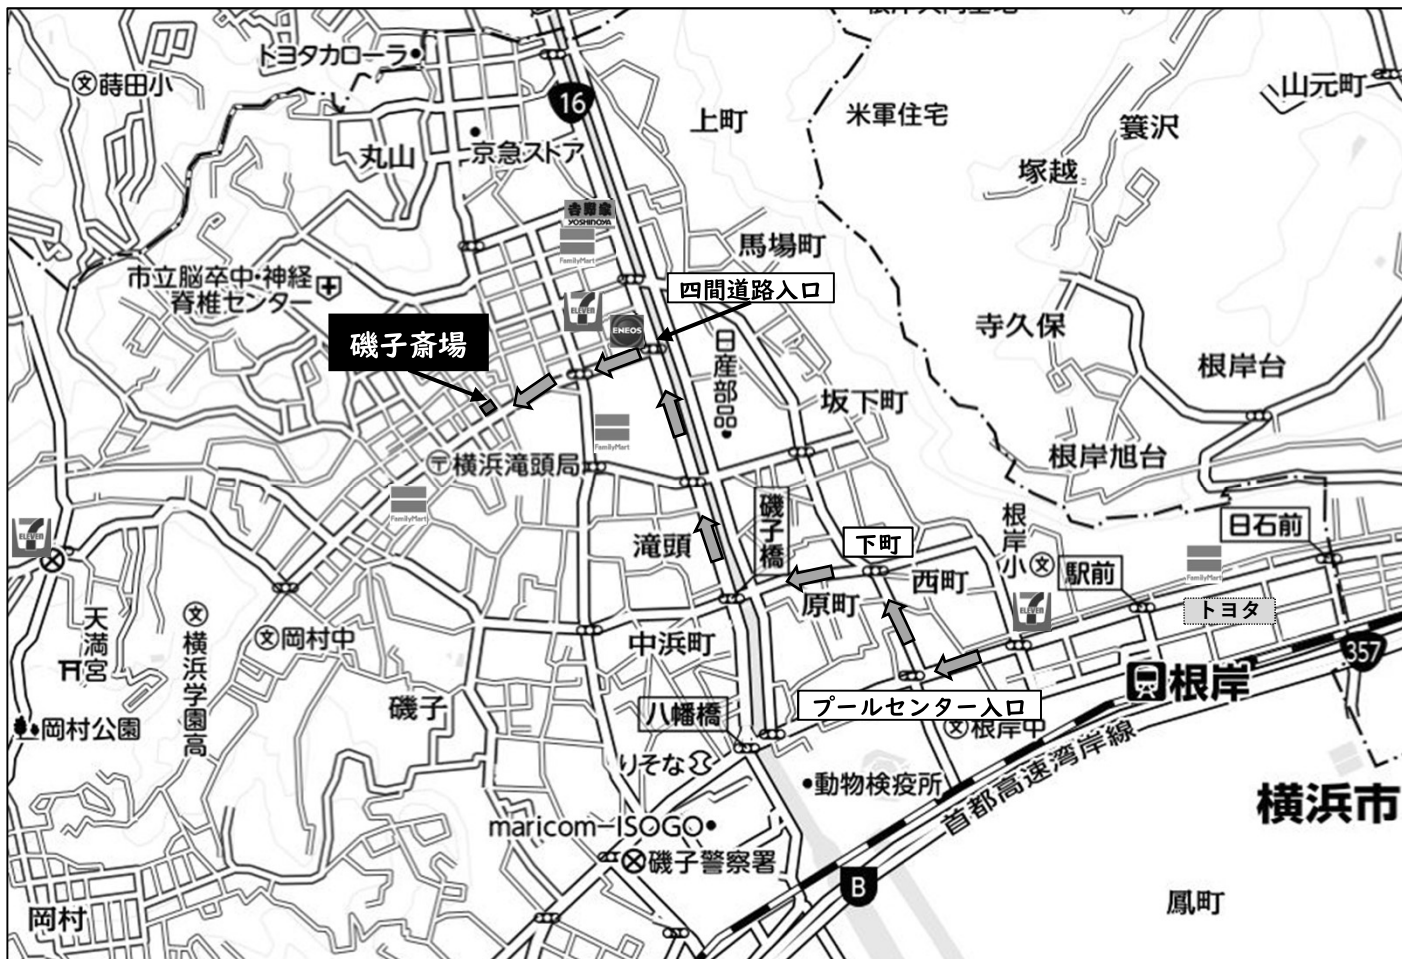 トヨタカローラ
蒔田小
16
上町
米軍住宅
山元町
簑沢
塚越
丸山
京急ストア
吉野家
YOSHINOYA
FamilyMart
馬場町
市立脳卒中・神経
脊椎センター
四間道路入口
ELEVEN
ENEOS
磯子斎場
日産部品
寺久保
根岸台
坂下町
FamilyMart
横浜滝頭局
根岸旭台
FamilyMart
磯子橋
根岸小
日石前
7
ELEVEN
滝頭
下町
駅前
FamilyMart
西町
原町
7
ELEVEN
トヨタ
天満宮
横浜学園高
岡村中
中浜町
357
根岸
磯子
八幡橋
プールセンター入口
根岸中
岡村公園
りそな
動物検疫所
首都高速湾岸線
横浜市
maricom−ISOGO
磯子警察署
B
鳳町
岡村